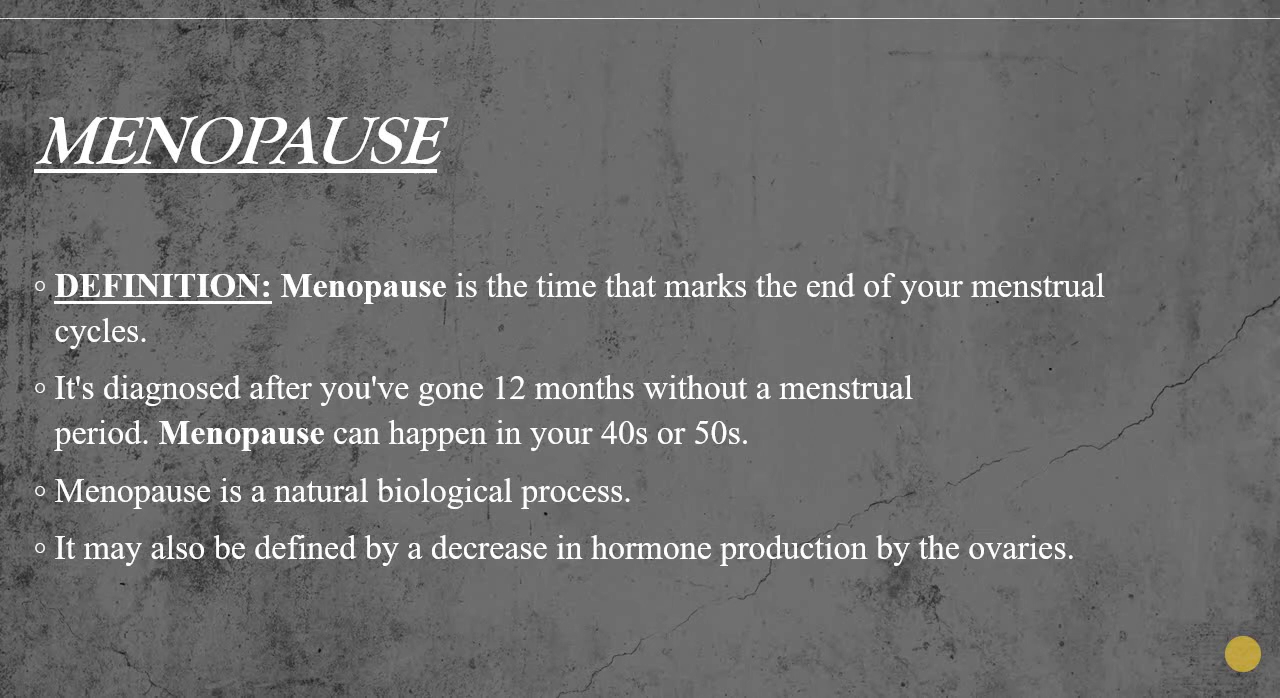 MENOPAUSE
DEFINITION: Menopause is the time that marks the end of your menstrual
cycles.
It's diagnosed after you've gone 12 months without a menstrual
period. Menopause can happen in your 40s or 50s.
Menopause is a natural biological process.
It may also be defined by a decrease in hormone production by the ovaries.